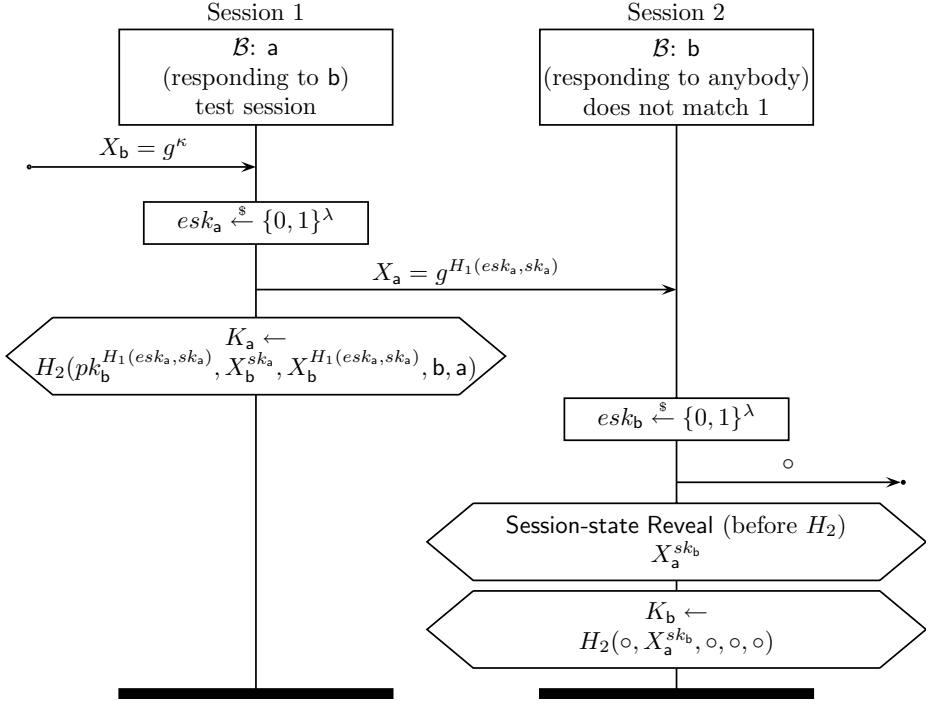 Session 1
Session 2
𝓑: a
(responding to b)
test session
𝓑: b
(responding to anybody)
does not match 1
X_b = g^κ
esk_a ←^$ {0, 1}^λ
X_a = g^{H_1(esk_a, sk_a)}
K_a ←
H_2(pk_b^{H_1(esk_a, sk_a)}, X_b^{sk_a}, X_b^{H_1(esk_a, sk_a)}, b, a)
esk_b ←^$ {0, 1}^λ
○
Session-state Reveal (before H_2)
X_a^{sk_b}
K_b ←
H_2(○, X_a^{sk_b}, ○, ○, ○)